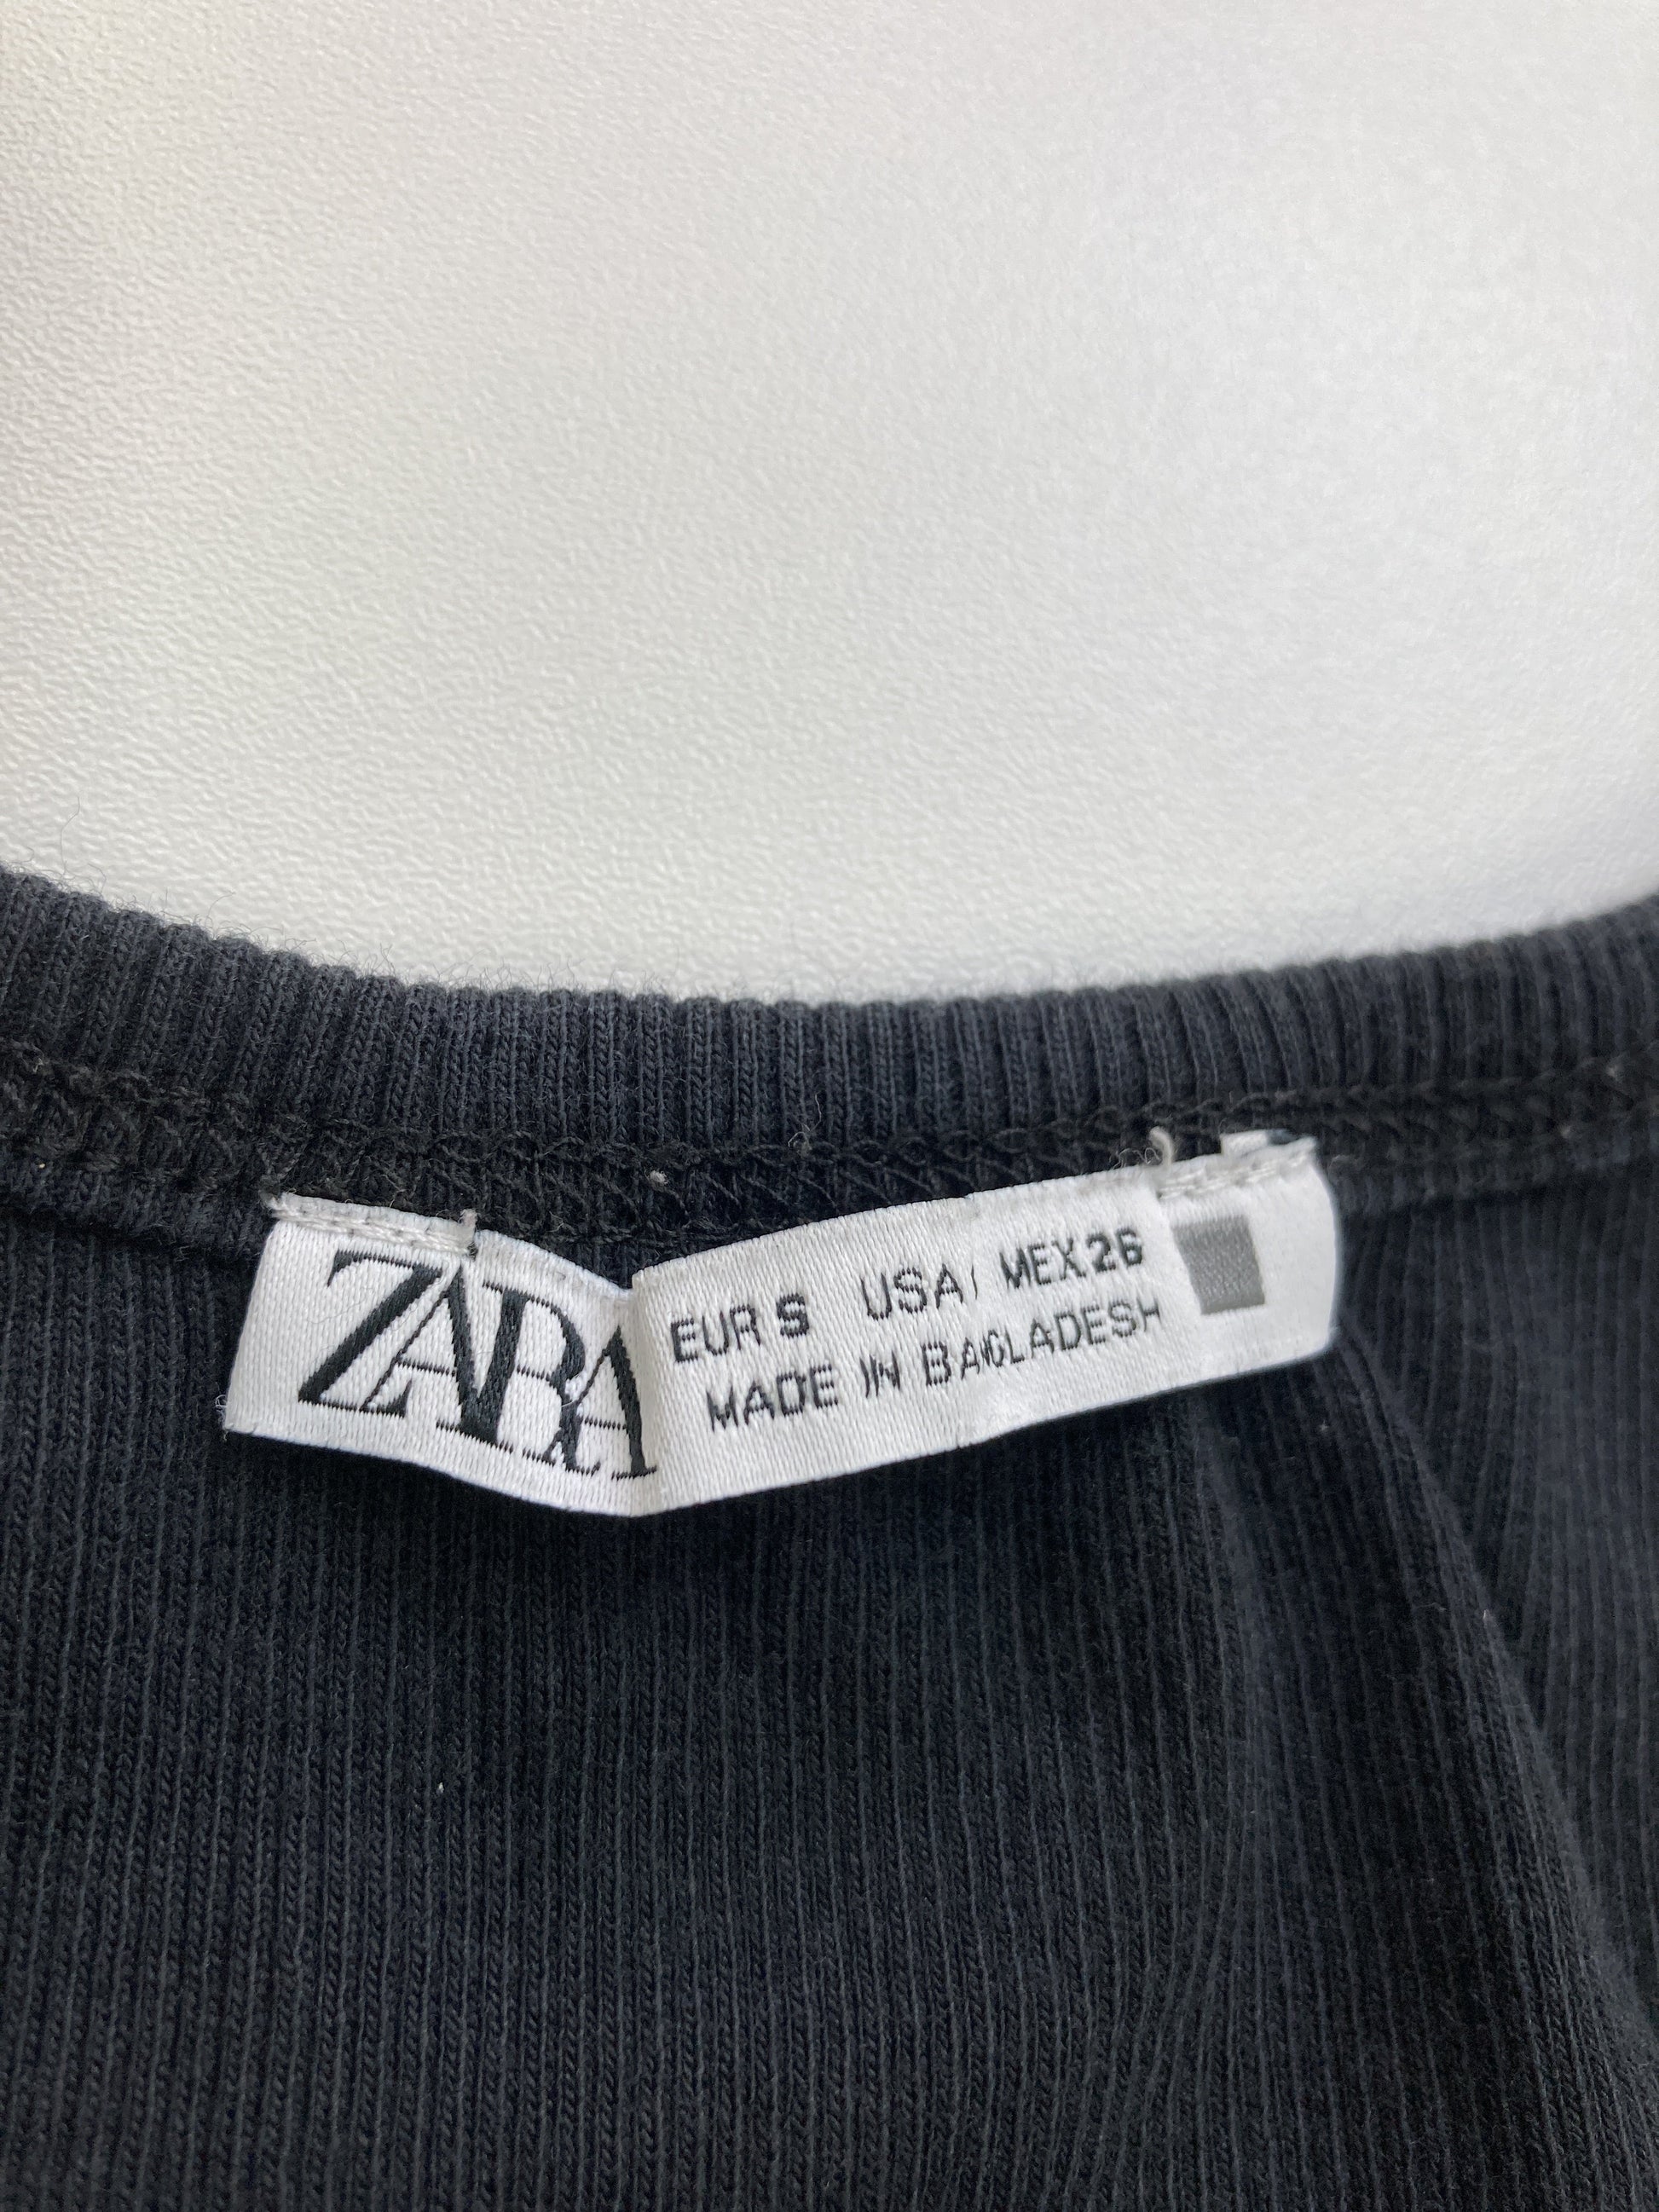 ZARA
EUR S USA / MEX 26
MADE IN BANGLADESH